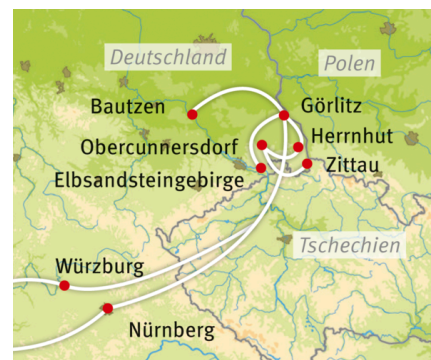 Deutschland
Polen
Bautzen
Görlitz
Obercunnersdorf
Herrnhut
Elbsandsteingebirge
Zittau
Tschechien
Würzburg
Nürnberg